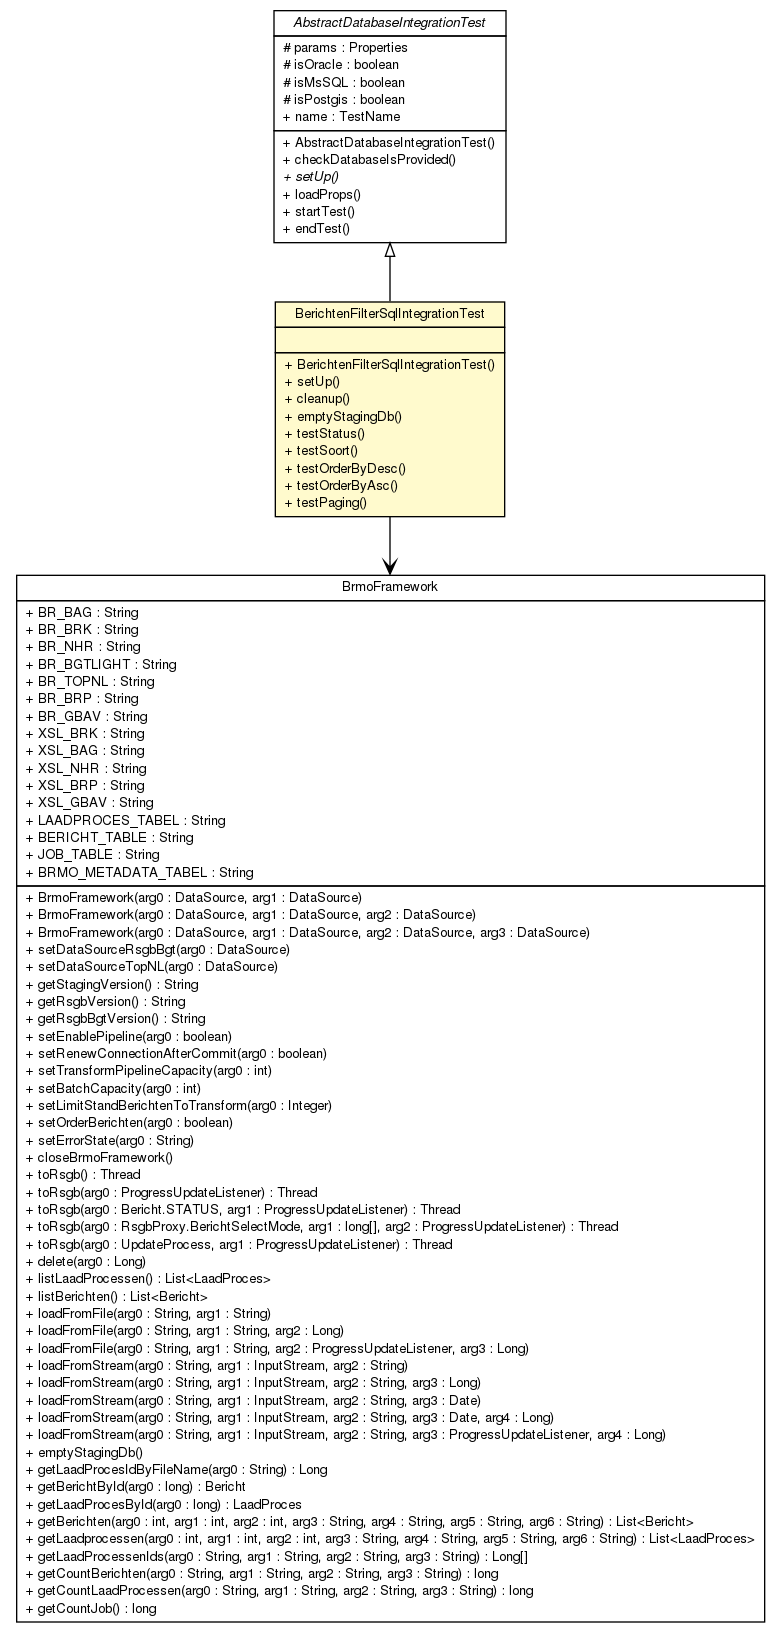 AbstractDatabaseIntegrationTest
# params : Properties
# isOracle : boolean
# isMsSQL : boolean
# isPostgis : boolean
+ name : TestName
+ AbstractDatabaseIntegrationTest()
+ checkDatabaseIsProvided()
+ setUp()
+ loadProps()
+ startTest()
+ endTest()
BerichtenFilterSqlIntegrationTest
+ BerichtenFilterSqlIntegrationTest()
+ setUp()
+ cleanup()
+ emptyStagingDb()
+ testStatus()
+ testSoort()
+ testOrderByDesc()
+ testOrderByAsc()
+ testPaging()
BrmoFramework
+ BR_BAG : String
+ BR_BRK : String
+ BR_NHR : String
+ BR_BGTLIGHT : String
+ BR_TOPNL : String
+ BR_BRP : String
+ BR_GBAV : String
+ XSL_BRK : String
+ XSL_BAG : String
+ XSL_NHR : String
+ XSL_BRP : String
+ XSL_GBAV : String
+ LAADPROCES_TABEL : String
+ BERICHT_TABLE : String
+ JOB_TABLE : String
+ BRMO_METADATA_TABEL : String
+ BrmoFramework(arg0 : DataSource, arg1 : DataSource)
+ BrmoFramework(arg0 : DataSource, arg1 : DataSource, arg2 : DataSource)
+ BrmoFramework(arg0 : DataSource, arg1 : DataSource, arg2 : DataSource, arg3 : DataSource)
+ setDataSourceRsgbBgt(arg0 : DataSource)
+ setDataSourceTopNL(arg0 : DataSource)
+ getStagingVersion() : String
+ getRsgbVersion() : String
+ getRsgbBgtVersion() : String
+ setEnablePipeline(arg0 : boolean)
+ setRenewConnectionAfterCommit(arg0 : boolean)
+ setTransformPipelineCapacity(arg0 : int)
+ setBatchCapacity(arg0 : int)
+ setLimitStandBerichtenToTransform(arg0 : Integer)
+ setOrderBerichten(arg0 : boolean)
+ setErrorState(arg0 : String)
+ closeBrmoFramework()
+ toRsgb() : Thread
+ toRsgb(arg0 : ProgressUpdateListener) : Thread
+ toRsgb(arg0 : Bericht.STATUS, arg1 : ProgressUpdateListener) : Thread
+ toRsgb(arg0 : RsgbProxy.BerichtSelectMode, arg1 : long[], arg2 : ProgressUpdateListener) : Thread
+ toRsgb(arg0 : UpdateProcess, arg1 : ProgressUpdateListener) : Thread
+ delete(arg0 : Long)
+ listLaadProcessen() : List<LaadProces>
+ listBerichten() : List<Bericht>
+ loadFromFile(arg0 : String, arg1 : String)
+ loadFromFile(arg0 : String, arg1 : String, arg2 : Long)
+ loadFromFile(arg0 : String, arg1 : String, arg2 : ProgressUpdateListener, arg3 : Long)
+ loadFromStream(arg0 : String, arg1 : InputStream, arg2 : String)
+ loadFromStream(arg0 : String, arg1 : InputStream, arg2 : String, arg3 : Long)
+ loadFromStream(arg0 : String, arg1 : InputStream, arg2 : String, arg3 : Date)
+ loadFromStream(arg0 : String, arg1 : InputStream, arg2 : String, arg3 : Date, arg4 : Long)
+ loadFromStream(arg0 : String, arg1 : InputStream, arg2 : String, arg3 : ProgressUpdateListener, arg4 : Long)
+ emptyStagingDb()
+ getLaadProcesIdByFileName(arg0 : String) : Long
+ getBerichtById(arg0 : long) : Bericht
+ getLaadProcesById(arg0 : long) : LaadProces
+ getBerichten(arg0 : int, arg1 : int, arg2 : int, arg3 : String, arg4 : String, arg5 : String, arg6 : String) : List<Bericht>
+ getLaadprocessen(arg0 : int, arg1 : int, arg2 : int, arg3 : String, arg4 : String, arg5 : String, arg6 : String) : List<LaadProces>
+ getLaadProcessenIds(arg0 : String, arg1 : String, arg2 : String, arg3 : String) : Long[]
+ getCountBerichten(arg0 : String, arg1 : String, arg2 : String, arg3 : String) : long
+ getCountLaadProcessen(arg0 : String, arg1 : String, arg2 : String, arg3 : String) : long
+ getCountJob() : long